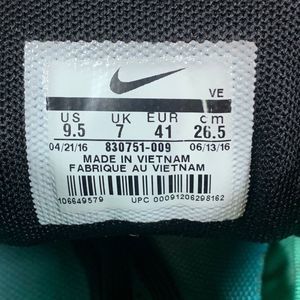 VE
US UK EUR cm
9.5 7 41 26.5
04/21/16 830751-009 06/13/16
MADE IN VIETNAM
FABRIQUE AU VIETNAM
106649579 UPC 00091206298162